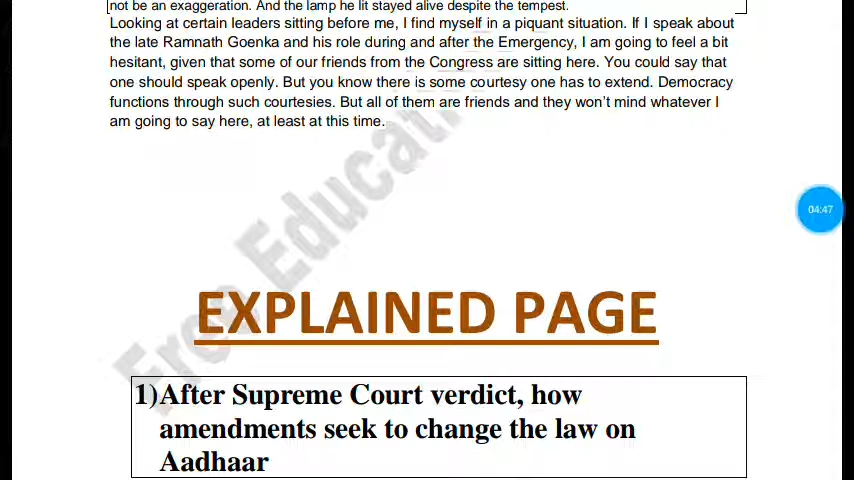 not be an exaggeration. And the lamp he lit stayed alive despite the tempest.
Looking at certain leaders sitting before me, I find myself in a piquant situation. If I speak about
the late Ramnath Goenka and his role during and after the Emergency, I am going to feel a bit
hesitant, given that some of our friends from the Congress are sitting here. You could say that
one should speak openly. But you know there is some courtesy one has to extend. Democracy
functions through such courtesies. But all of them are friends and they won't mind whatever I
am going to say here, at least at this time.
04:47
Free Educati
EXPLAINED PAGE
1)After Supreme Court verdict, how
amendments seek to change the law on
Aadhaar